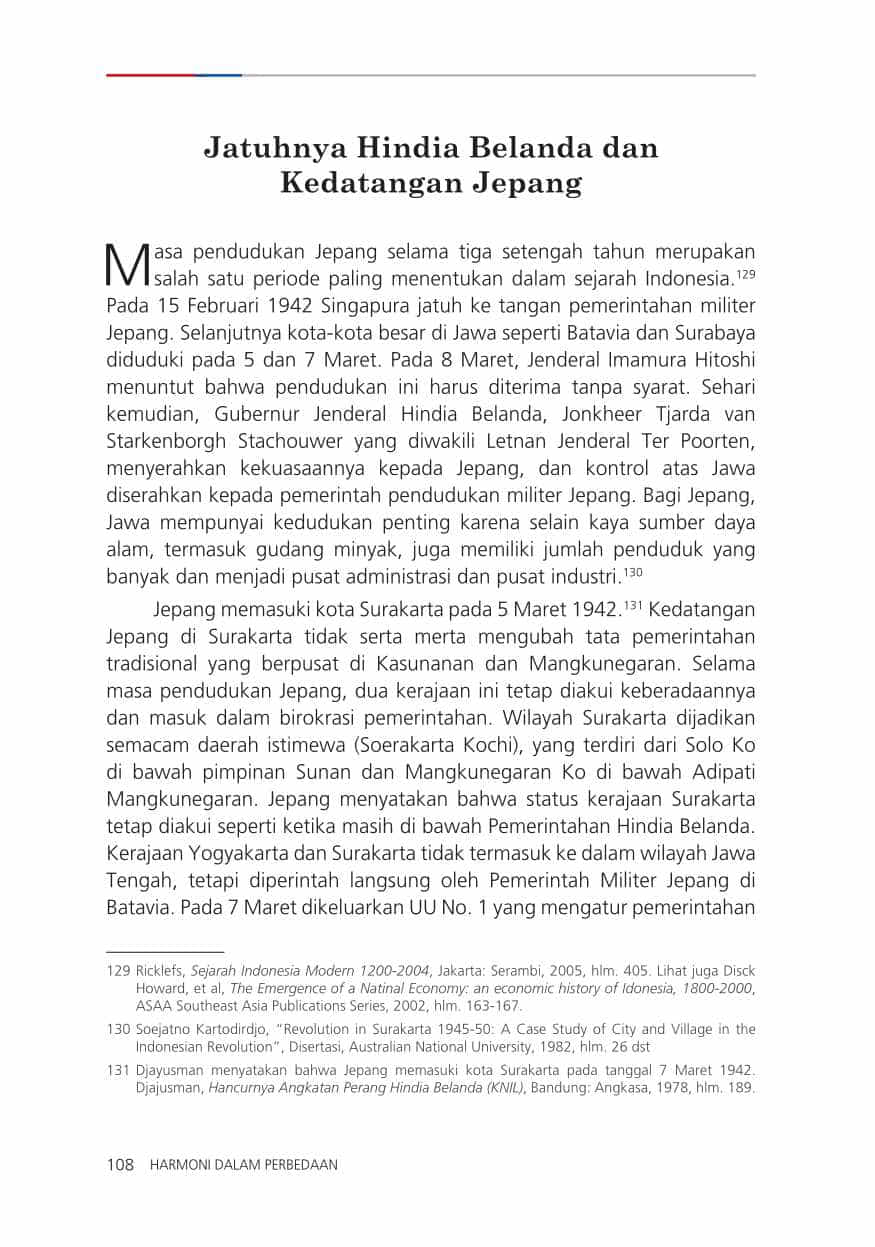 Jatuhnya Hindia Belanda dan
Kedatangan Jepang
Masa pendudukan Jepang selama tiga setengah tahun merupakan
salah satu periode paling menentukan dalam sejarah Indonesia.129
Pada 15 Februari 1942 Singapura jatuh ke tangan pemerintahan militer
Jepang. Selanjutnya kota-kota besar di Jawa seperti Batavia dan Surabaya
diduduki pada 5 dan 7 Maret. Pada 8 Maret, Jenderal Imamura Hitoshi
menuntut bahwa pendudukan ini harus diterima tanpa syarat. Sehari
kemudian, Gubernur Jenderal Hindia Belanda, Jonkheer Tjarda van
Starkenborgh Stachouwer yang diwakili Letnan Jenderal Ter Poorten,
menyerahkan kekuasaannya kepada Jepang, dan kontrol atas Jawa
diserahkan kepada pemerintah pendudukan militer Jepang. Bagi Jepang,
Jawa mempunyai kedudukan penting karena selain kaya sumber daya
alam, termasuk gudang minyak, juga memiliki jumlah penduduk yang
banyak dan menjadi pusat administrasi dan pusat industri.130
Jepang memasuki kota Surakarta pada 5 Maret 1942.131 Kedatangan
Jepang di Surakarta tidak serta merta mengubah tata pemerintahan
tradisional yang berpusat di Kasunanan dan Mangkunegaran. Selama
masa pendudukan Jepang, dua kerajaan ini tetap diakui keberadaannya
dan masuk dalam birokrasi pemerintahan. Wilayah Surakarta dijadikan
semacam daerah istimewa (Soerakarta Kochi), yang terdiri dari Solo Ko
di bawah pimpinan Sunan dan Mangkunegaran Ko di bawah Adipati
Mangkunegaran. Jepang menyatakan bahwa status kerajaan Surakarta
tetap diakui seperti ketika masih di bawah Pemerintahan Hindia Belanda.
Kerajaan Yogyakarta dan Surakarta tidak termasuk ke dalam wilayah Jawa
Tengah, tetapi diperintah langsung oleh Pemerintah Militer Jepang di
Batavia. Pada 7 Maret dikeluarkan UU No. 1 yang mengatur pemerintahan
129 Ricklefs, Sejarah Indonesia Modern 1200-2004, Jakarta: Serambi, 2005, hlm. 405. Lihat juga Disck
Howard, et al, The Emergence of a Natinal Economy: an economic history of Idonesia, 1800-2000,
ASAA Southeast Asia Publications Series, 2002, hlm. 163-167.
130 Soejatno Kartodirdjo, “Revolution in Surakarta 1945-50: A Case Study of City and Village in the
Indonesian Revolution”, Disertasi, Australian National University, 1982, hlm. 26 dst
131 Djayusman menyatakan bahwa Jepang memasuki kota Surakarta pada tanggal 7 Maret 1942.
Djajusman, Hancurnya Angkatan Perang Hindia Belanda (KNIL), Bandung: Angkasa, 1978, hlm. 189.
108 HARMONI DALAM PERBEDAAN